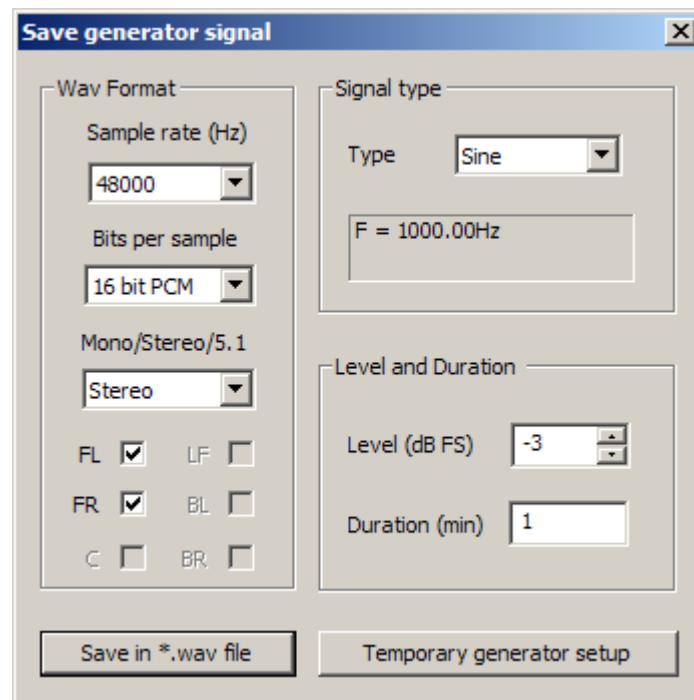 Save generator signal
Wav Format
Sample rate (Hz)
48000
Bits per sample
16 bit PCM
Mono/Stereo/5.1
Stereo
FL LF
FR BL
C BR
Signal type
Type Sine
F = 1000.00Hz
Level and Duration
Level (dB FS) -3
Duration (min) 1
Save in *.wav file
Temporary generator setup